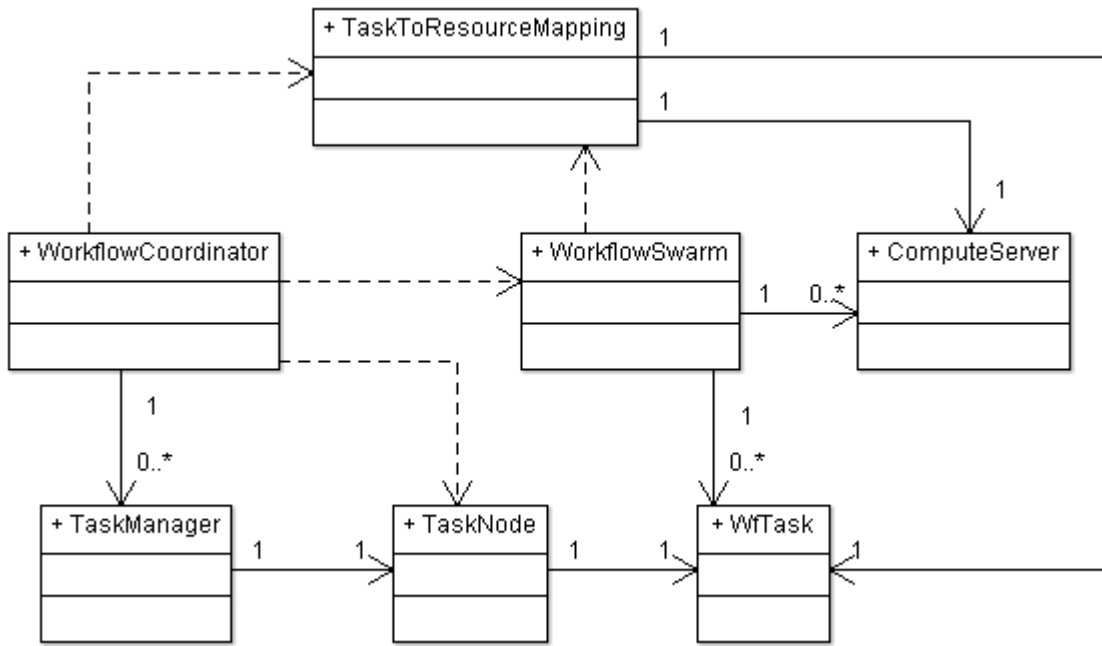 + TaskToResourceMapping
1
1
1
+ WorkflowCoordinator
+ WorkflowSwarm
+ ComputeServer
1
0..*
1
1
0..*
0..*
+ TaskManager
+ TaskNode
+ WfTask
1
1
1
1
1